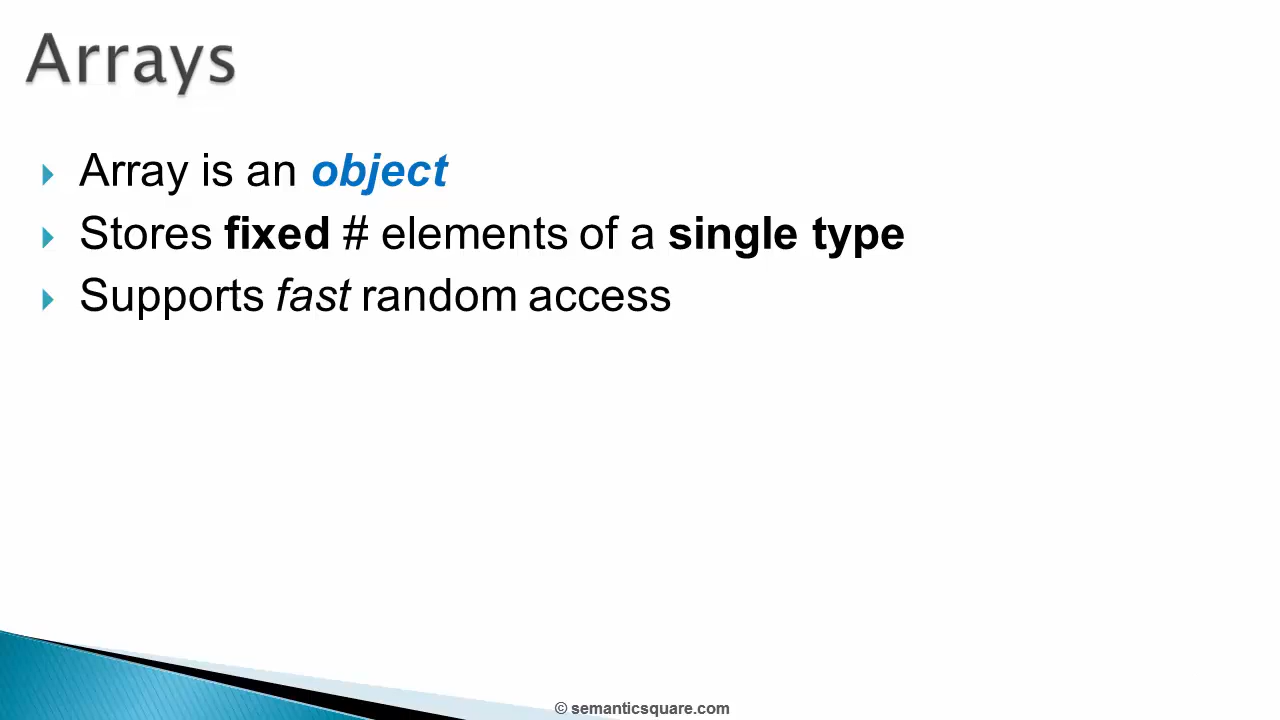 Arrays
Array is an object
Stores fixed # elements of a single type
Supports fast random access
© semanticsquare.com